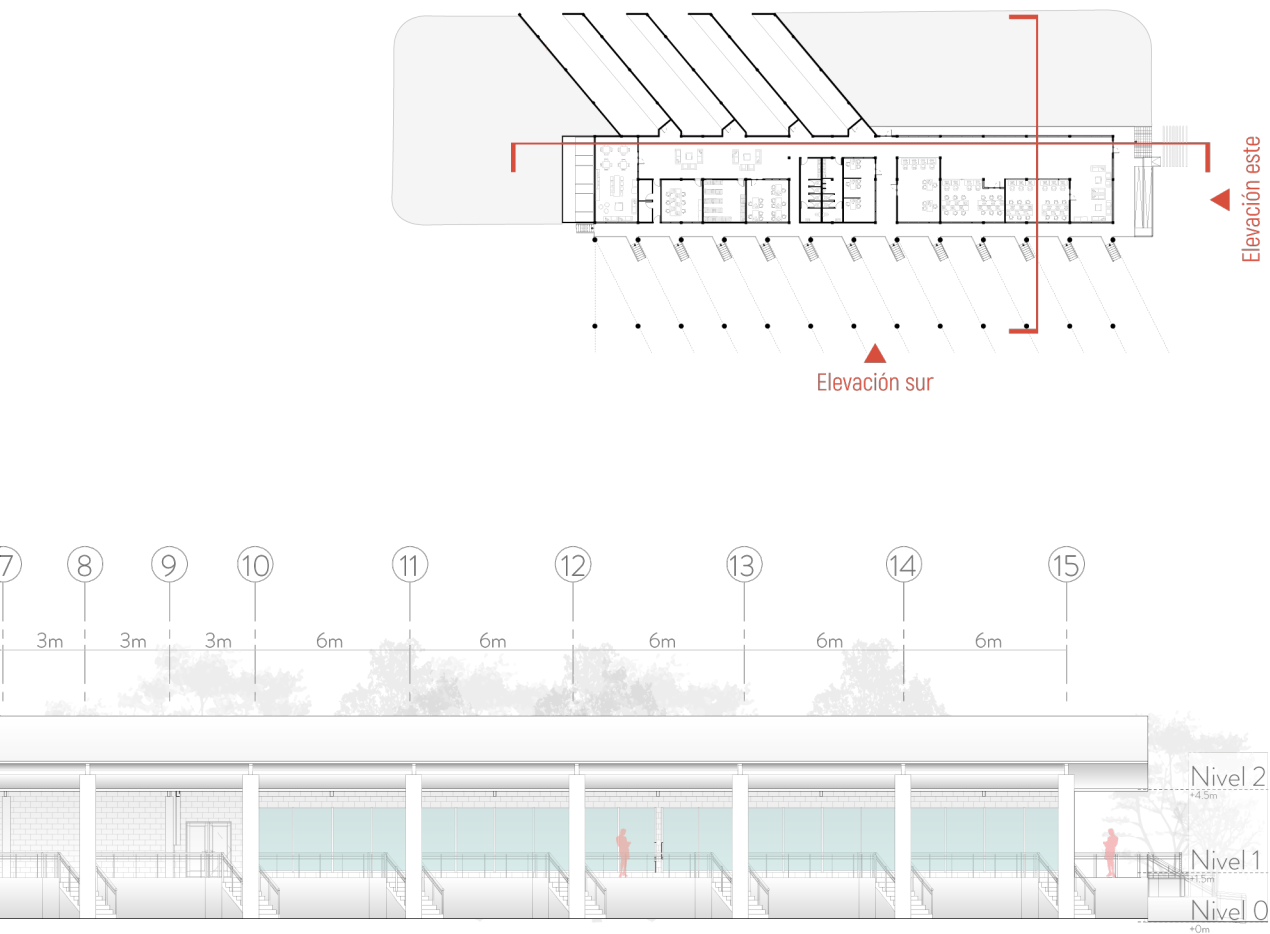 Elevación este
Elevación sur
7 8 9 10 11 12 13 14 15
3m 3m 3m 6m 6m 6m 6m 6m
Nivel 2
+4.5m
Nivel 1
+1.5m
Nivel 0
+0m